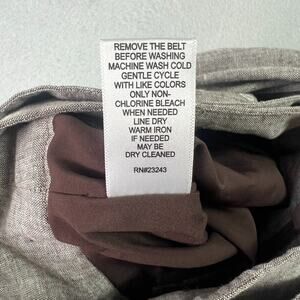 REMOVE THE BELT
BEFORE WASHING
MACHINE WASH COLD
GENTLE CYCLE
WITH LIKE COLORS
ONLY NON-
CHLORINE BLEACH
WHEN NEEDED
LINE DRY
WARM IRON
IF NEEDED
MAY BE
DRY CLEANED
RN#23243